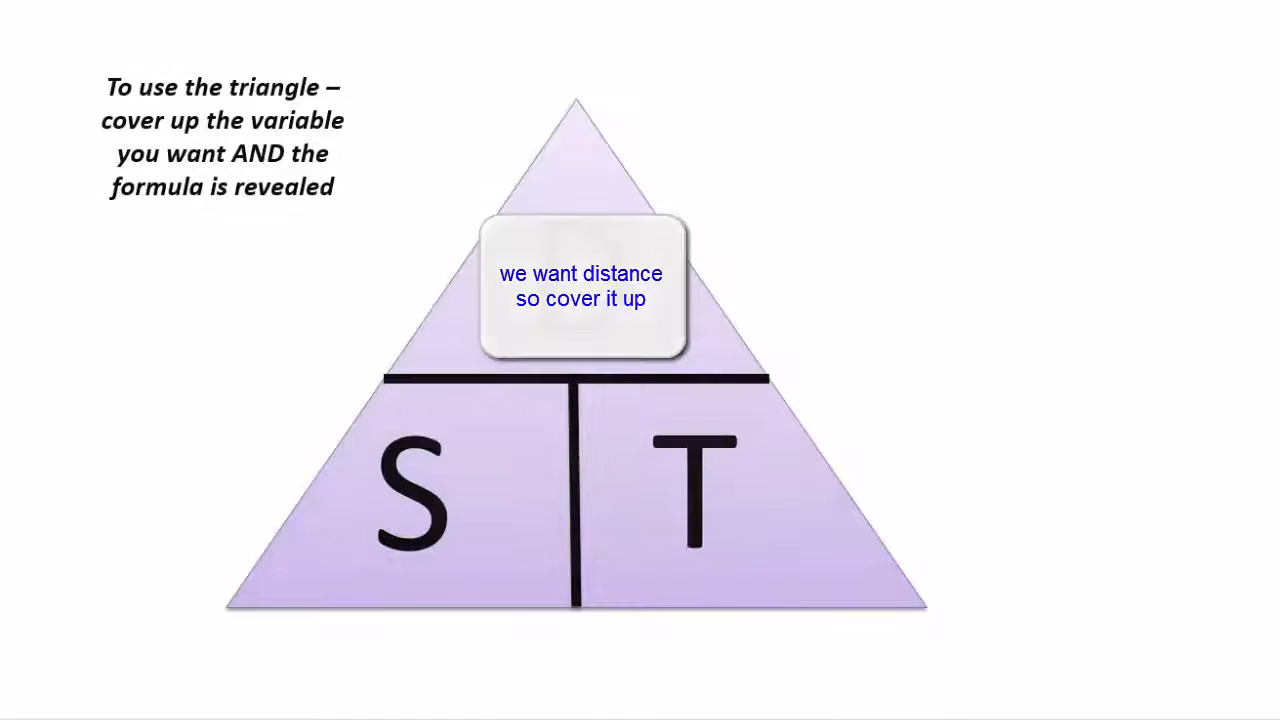 To use the triangle –
cover up the variable
you want AND the
formula is revealed
we want distance
so cover it up
S T